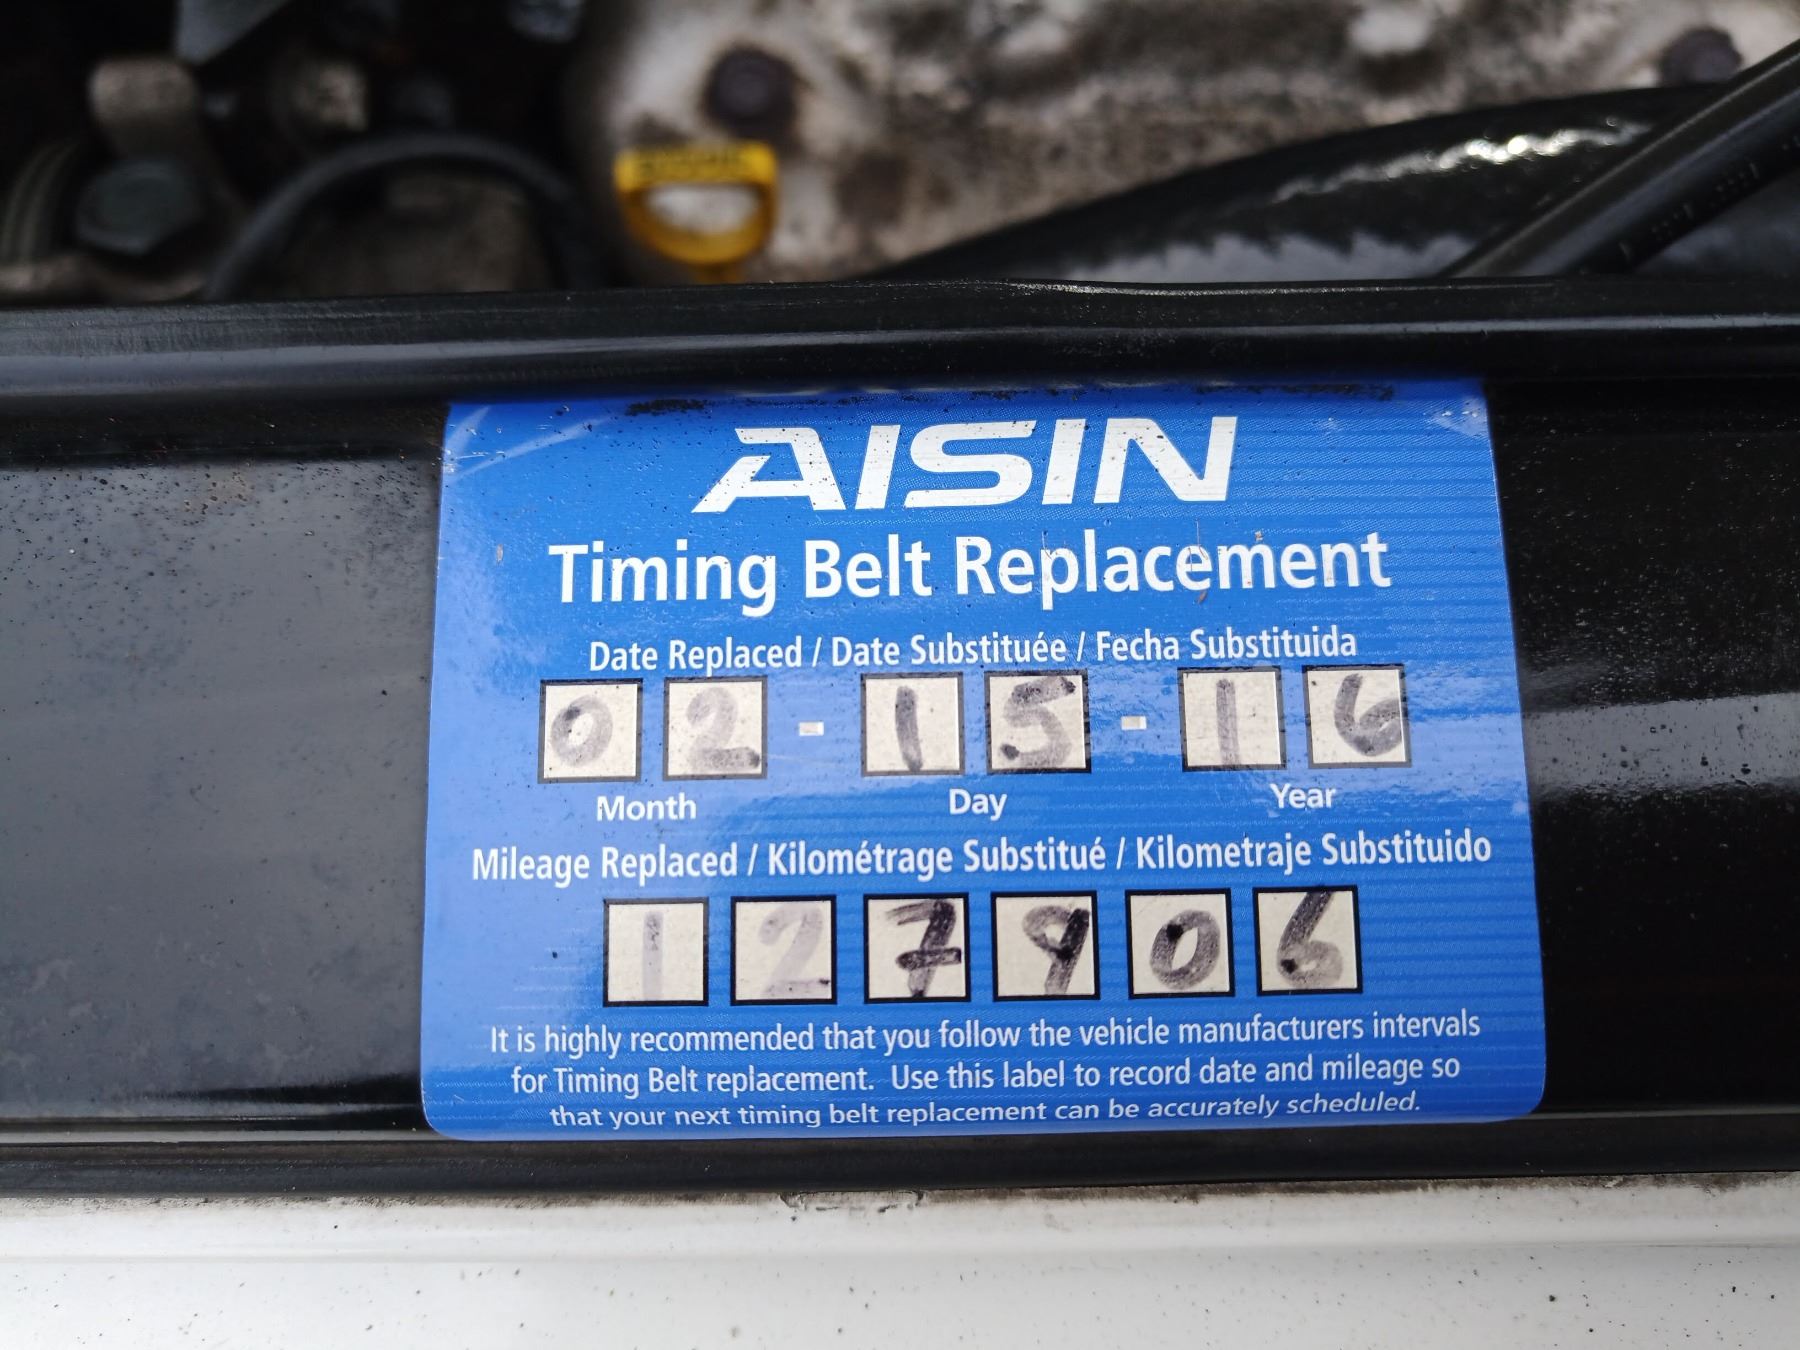 AISIN
Timing Belt Replacement
Date Replaced / Date Substituée / Fecha Substituida
02 - 15 - 16
Month Day Year
Mileage Replaced / Kilométrage Substitué / Kilometraje Substituido
127906
It is highly recommended that you follow the vehicle manufacturers intervals
for Timing Belt replacement. Use this label to record date and mileage so
that your next timing belt replacement can be accurately scheduled.